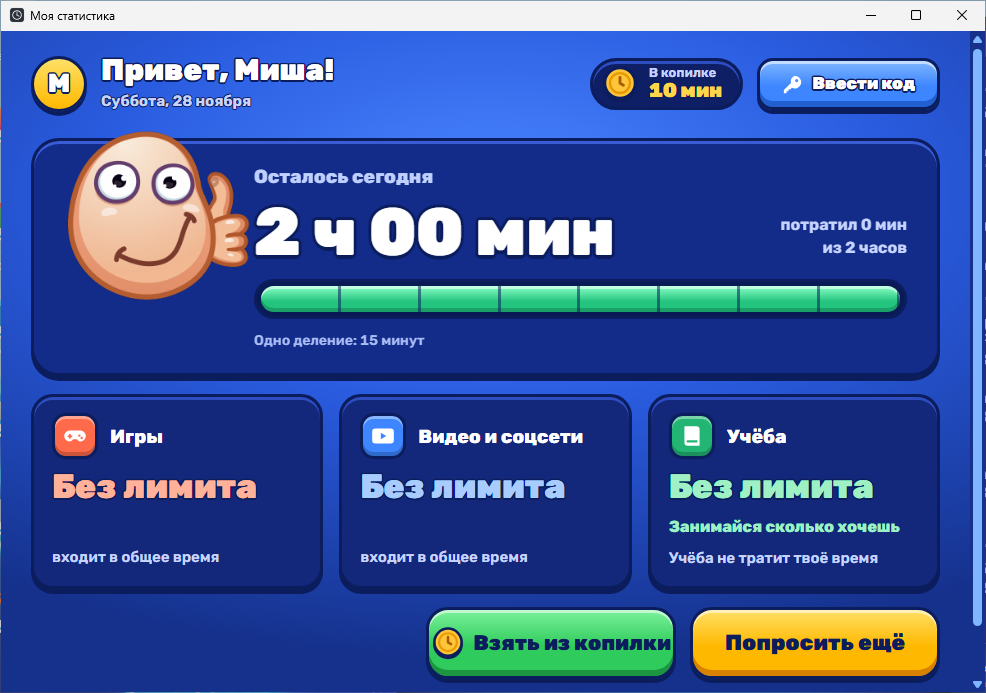 Моя статистика
М
Привет, Миша!
Суббота, 28 ноября
В копилке
10 мин
Ввести код
Осталось сегодня
2 ч 00 мин
потратил 0 мин
из 2 часов
Одно деление: 15 минут
Игры
Без лимита
входит в общее время
Видео и соцсети
Без лимита
входит в общее время
Учёба
Без лимита
Занимайся сколько хочешь
Учёба не тратит твоё время
Взять из копилки
Попросить ещё